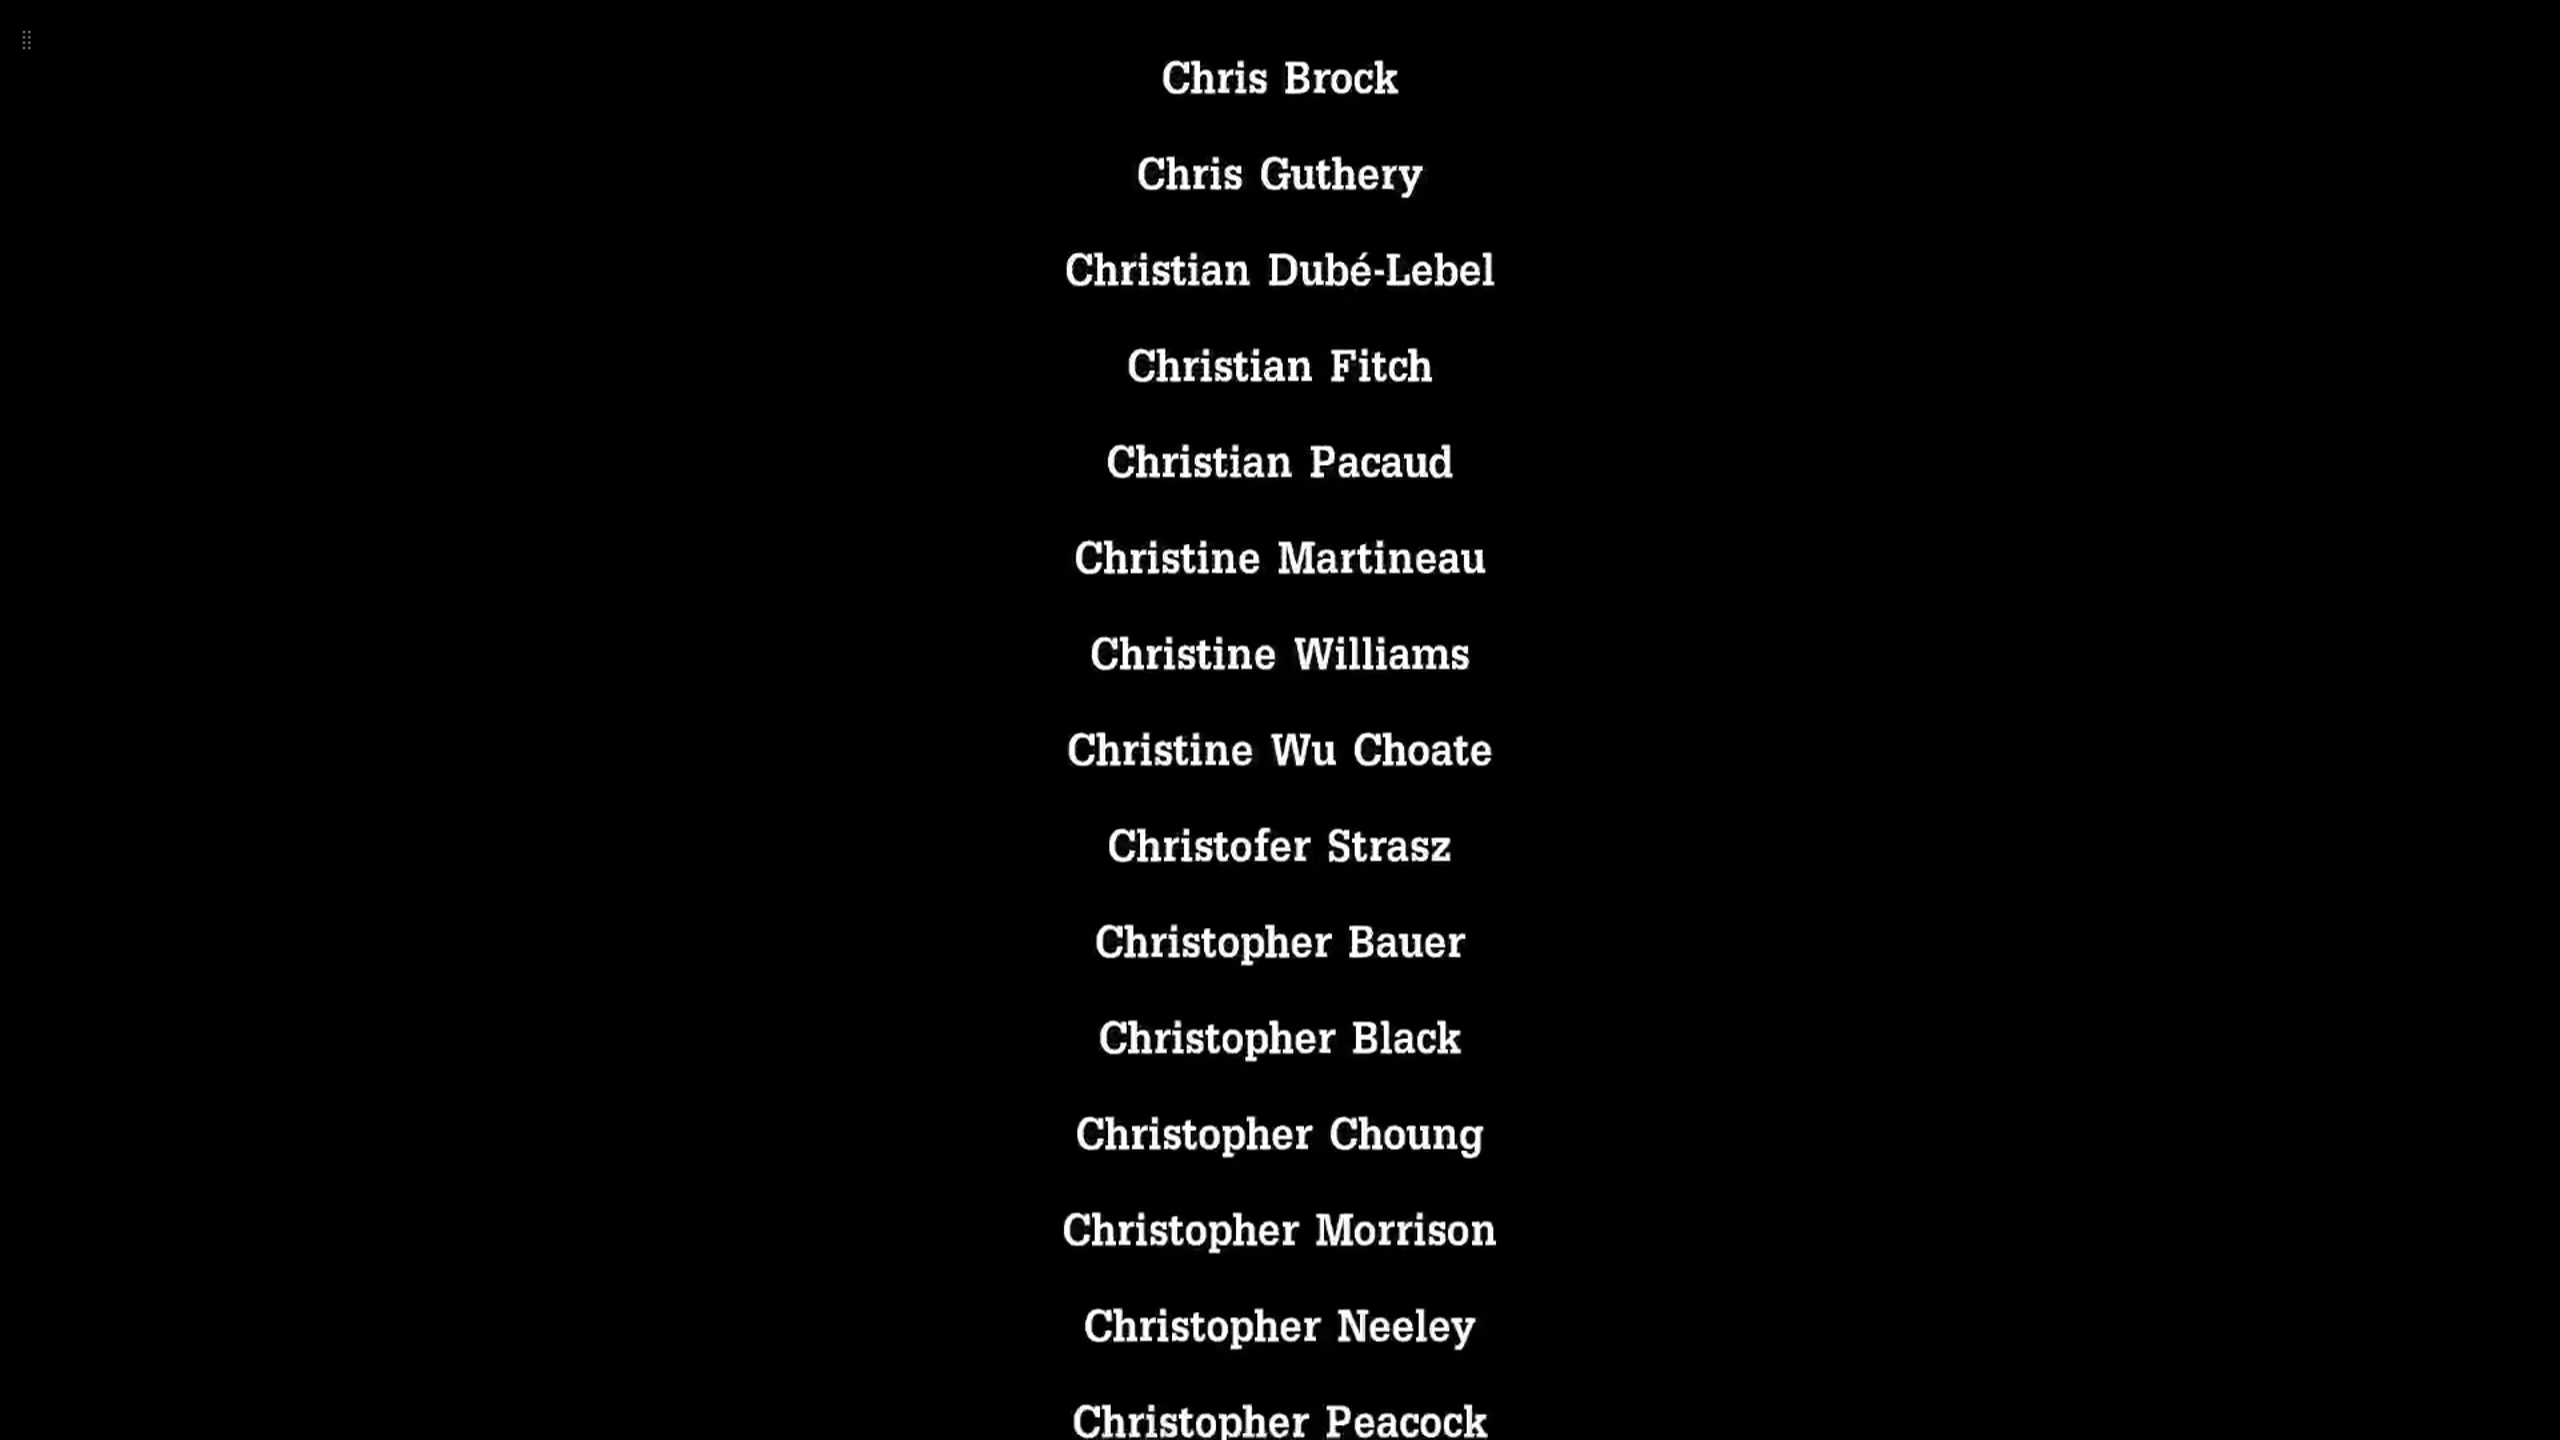 Chris Brock
Chris Guthery
Christian Dubé-Lebel
Christian Fitch
Christian Pacaud
Christine Martineau
Christine Williams
Christine Wu Choate
Christofer Strasz
Christopher Bauer
Christopher Black
Christopher Choung
Christopher Morrison
Christopher Neeley
Christopher Peacock